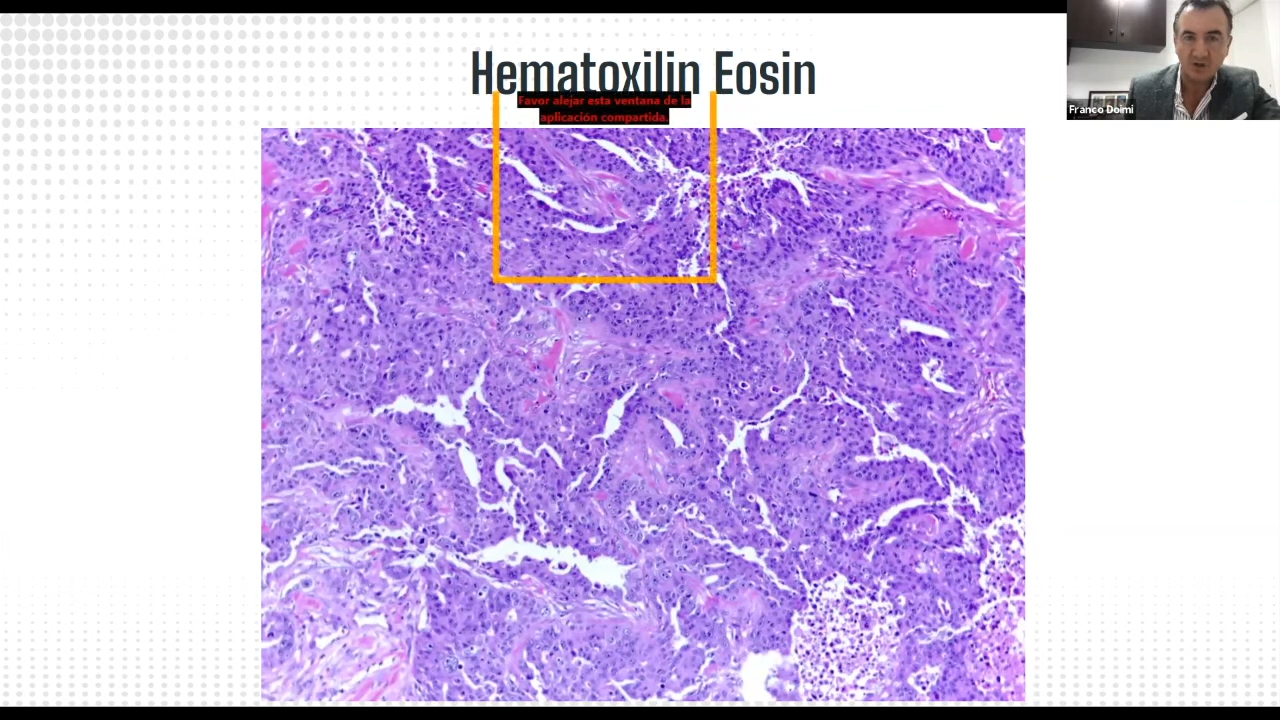 Hematoxilin Eosin
Favor alejar esta ventana de la
aplicación compartida.
Franco Doimi